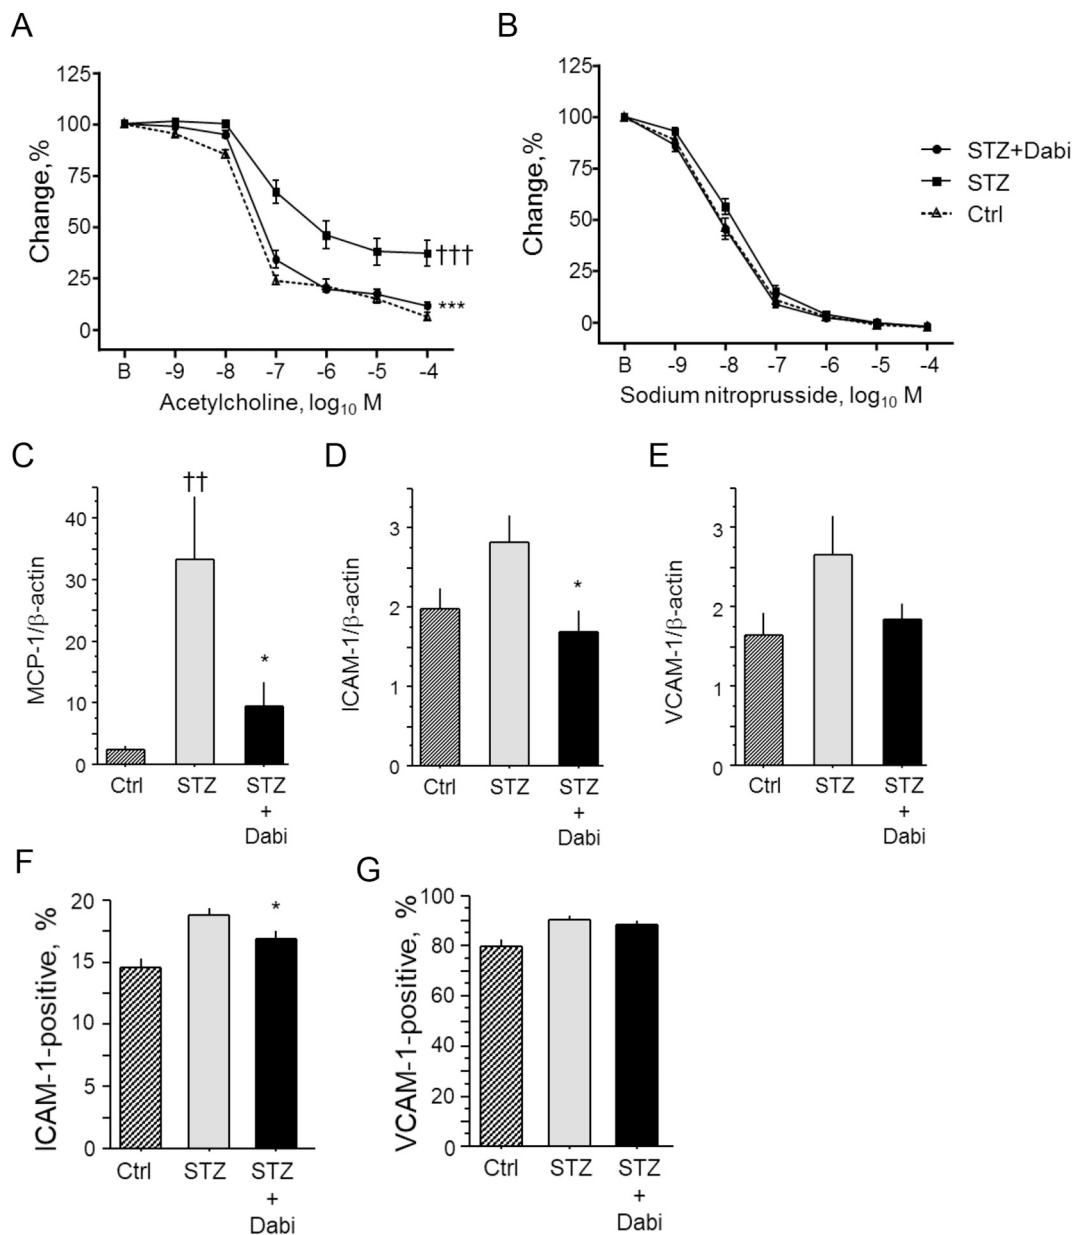 A
Change, %
125
100
75
50
25
0
†††
***
B -9 -8 -7 -6 -5 -4
Acetylcholine, log10 M
B
Change, %
125
100
75
50
25
0
B -9 -8 -7 -6 -5 -4
Sodium nitroprusside, log10 M
STZ+Dabi
STZ
Ctrl
C
MCP-1/β-actin
40
30
20
10
0
††
*
Ctrl STZ STZ
+
Dabi
D
ICAM-1/β-actin
3
2
1
0
*
Ctrl STZ STZ
+
Dabi
E
VCAM-1/β-actin
3
2
1
0
Ctrl STZ STZ
+
Dabi
F
ICAM-1-positive, %
20
15
10
5
0
*
Ctrl STZ STZ
+
Dabi
G
VCAM-1-positive, %
100
80
60
40
20
0
Ctrl STZ STZ
+
Dabi